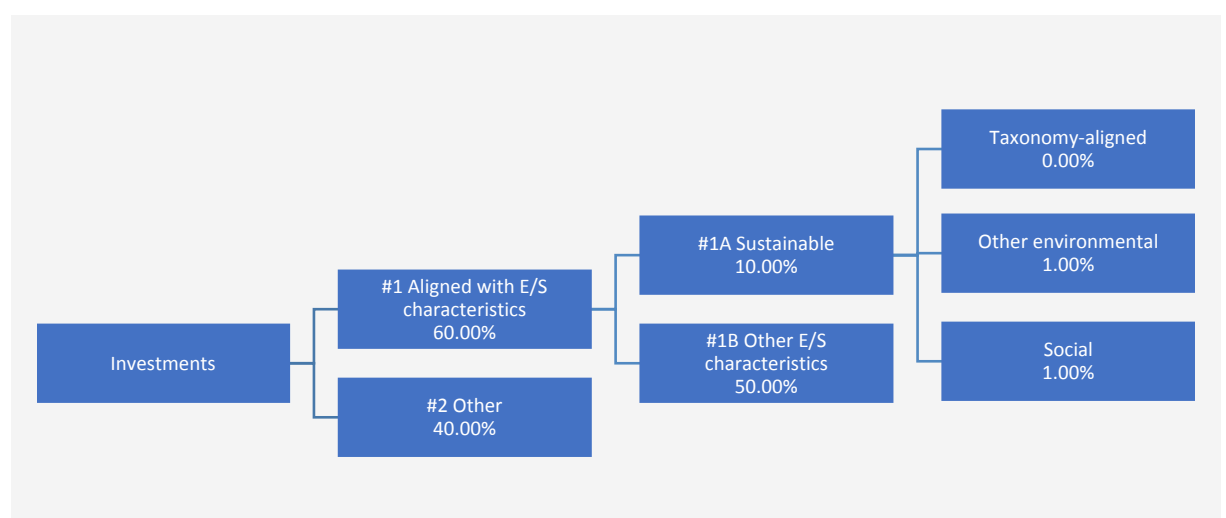 Investments
#1 Aligned with E/S
characteristics
60.00%
#2 Other
40.00%
#1A Sustainable
10.00%
#1B Other E/S
characteristics
50.00%
Taxonomy-aligned
0.00%
Other environmental
1.00%
Social
1.00%